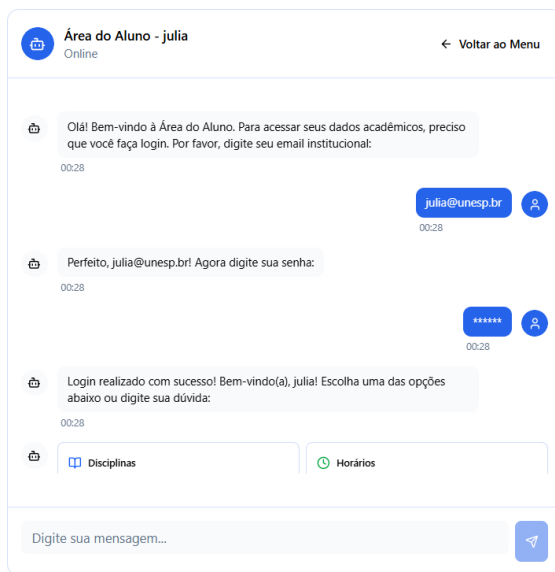 Área do Aluno - julia
Online
← Voltar ao Menu
Olá! Bem-vindo à Área do Aluno. Para acessar seus dados acadêmicos, preciso
que você faça login. Por favor, digite seu email institucional:
00:28
julia@unesp.br
00:28
Perfeito, julia@unesp.br! Agora digite sua senha:
00:28
******
00:28
Login realizado com sucesso! Bem-vindo(a), julia! Escolha uma das opções
abaixo ou digite sua dúvida:
00:28
Disciplinas
Horários
Digite sua mensagem...